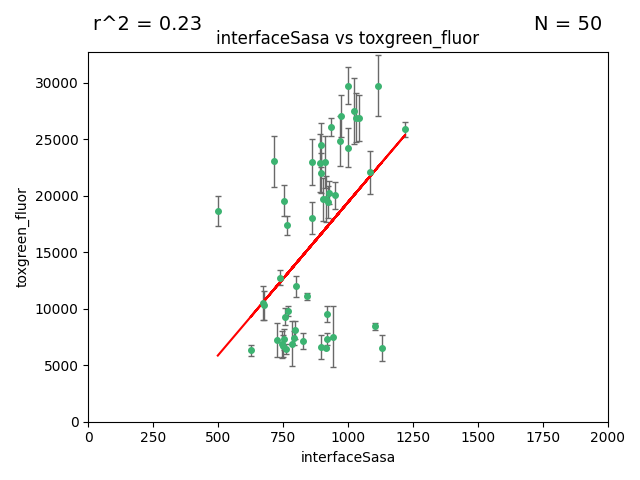 r^2 = 0.23
N = 50
interfaceSasa vs toxgreen_fluor
30000
25000
20000
15000
10000
5000
0
toxgreen_fluor
0 250 500 750 1000 1250 1500 1750 2000
interfaceSasa